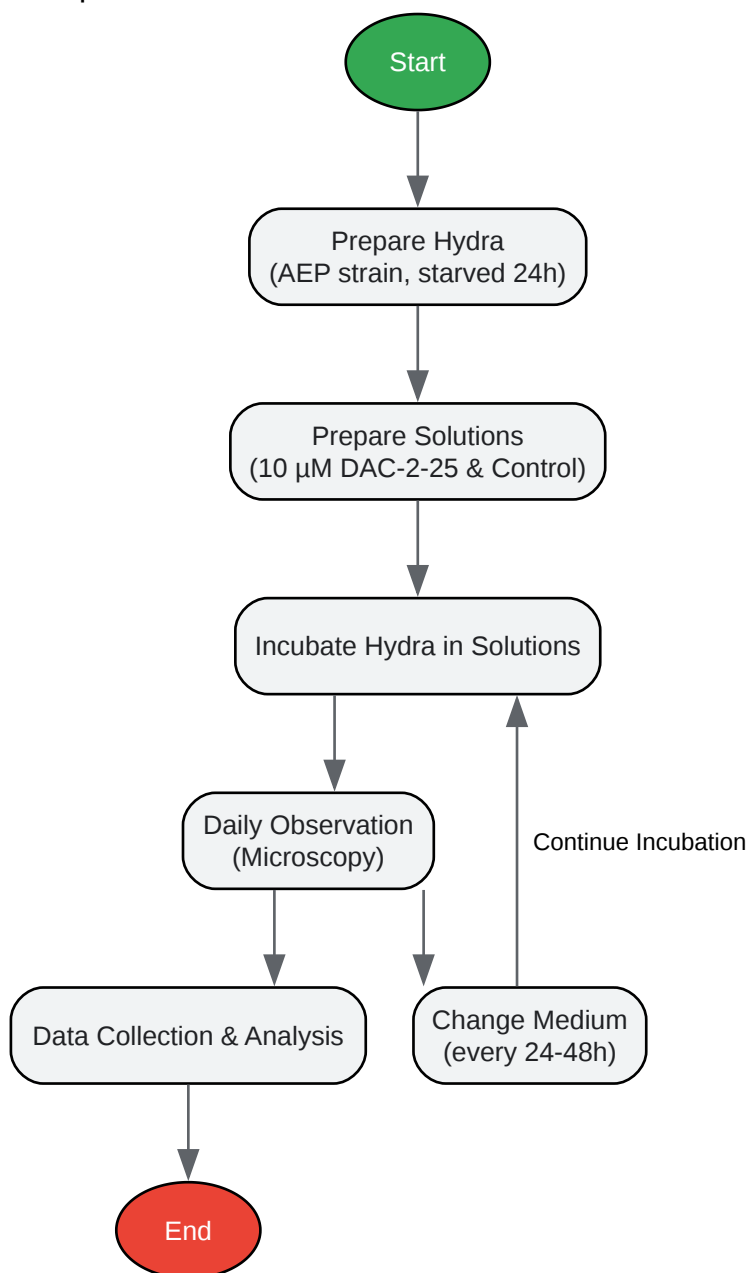 Start
Prepare Hydra
(AEP strain, starved 24h)
Prepare Solutions
(10 µM DAC-2-25 & Control)
Incubate Hydra in Solutions
Daily Observation
(Microscopy)
Continue Incubation
Data Collection & Analysis
Change Medium
(every 24-48h)
End